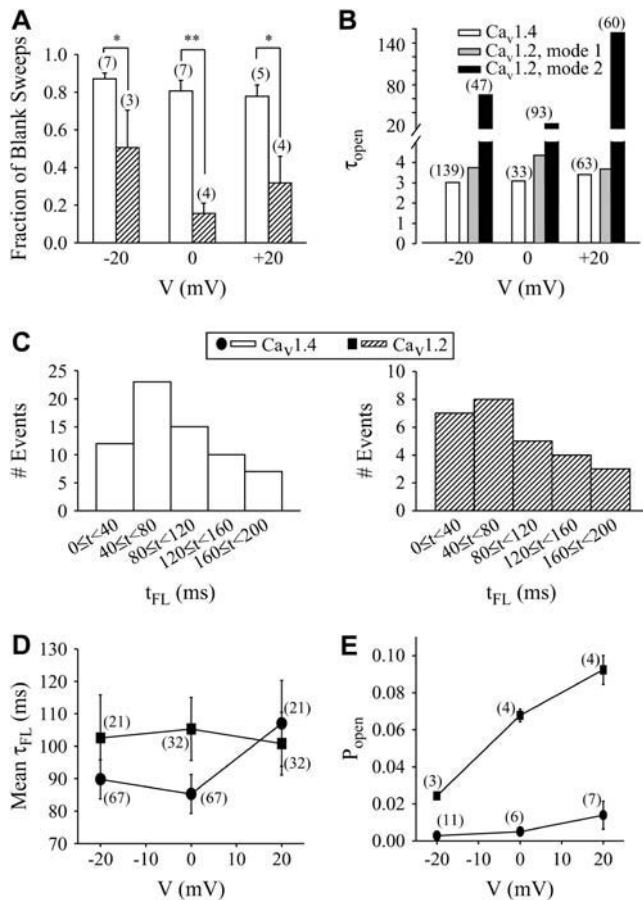 A
Fraction of Blank Sweeps
1.0
0.8
0.6
0.4
0.2
0.0
*
**
*
(7)
(3)
(7)
(4)
(5)
(4)
-20
0
+20
V (mV)
B
τopen
140
80
20
4
3
2
1
0
Cav1.4
Cav1.2, mode 1
Cav1.2, mode 2
(139)
(47)
(33)
(93)
(63)
(60)
-20
0
+20
V (mV)
C
CaV1.4
CaV1.2
# Events
25
20
15
10
5
0
0≤t<40
40≤t<80
80≤t<120
120≤t<160
160≤t<200
tFL (ms)
# Events
10
8
6
4
2
0
0≤t<40
40≤t<80
80≤t<120
120≤t<160
160≤t<200
tFL (ms)
D
Mean τFL (ms)
130
120
110
100
90
80
70
(21)
(32)
(21)
(67)
(67)
(32)
-20
-10
0
10
20
V (mV)
E
Popen
0.10
0.08
0.06
0.04
0.02
0.00
(3)
(4)
(4)
(11)
(6)
(7)
-20
-10
0
10
20
V (mV)